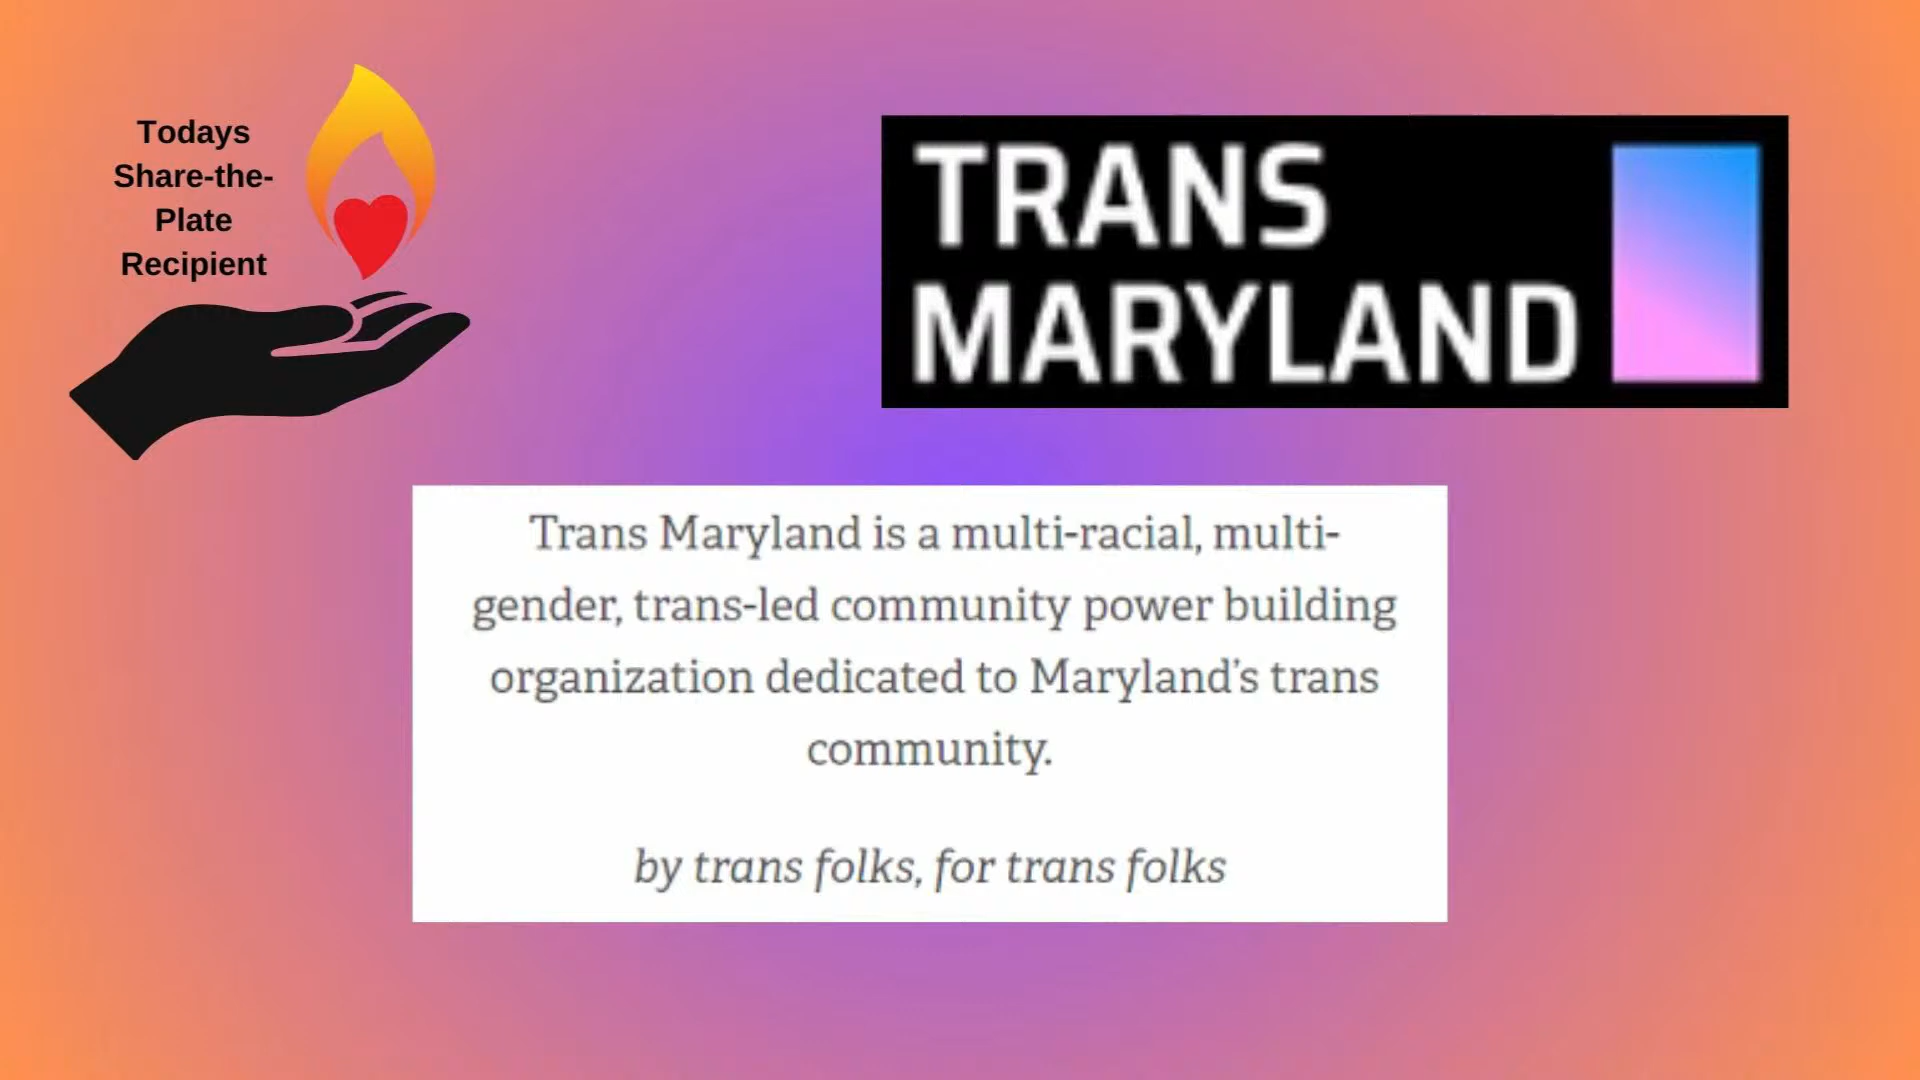 Todays
Share-the-
Plate
Recipient
TRANS
MARYLAND
Trans Maryland is a multi-racial, multi-
gender, trans-led community power building
organization dedicated to Maryland's trans
community.
by trans folks, for trans folks